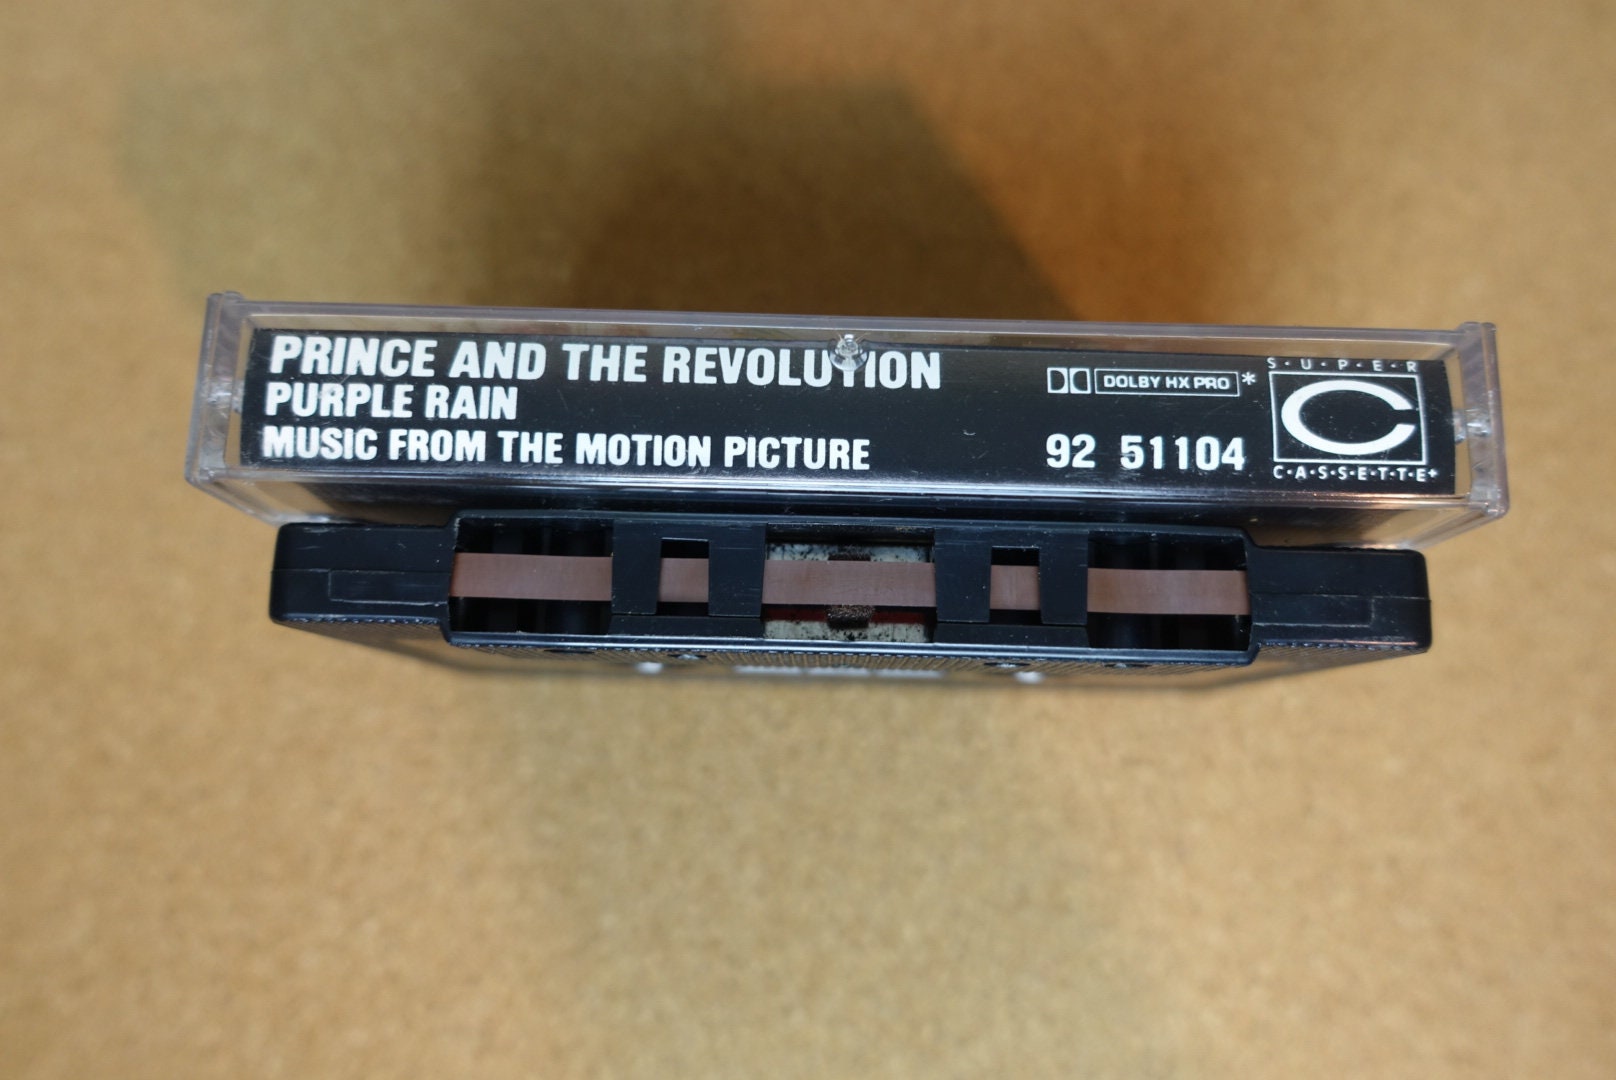 PRINCE AND THE REVOLUTION
PURPLE RAIN
MUSIC FROM THE MOTION PICTURE
DOLBY HX PRO *
92 51104
S·U·P·E·R
C
C·A·S·S·E·T·T·E+